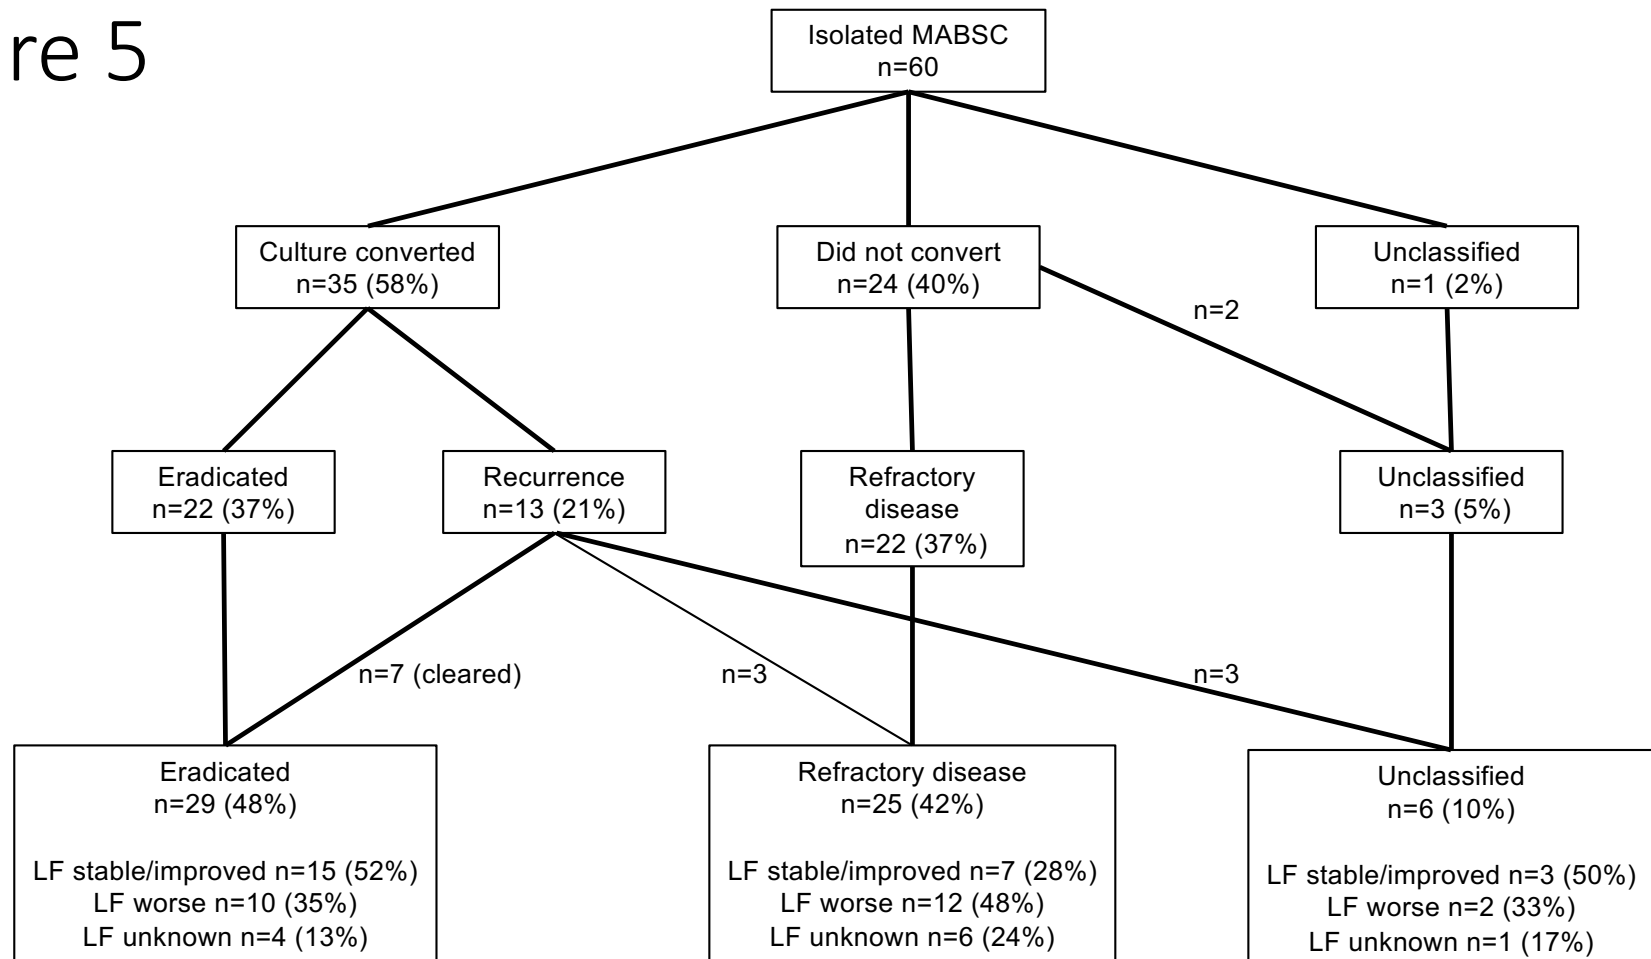 re 5
Isolated MABSC
n=60
Culture converted
n=35 (58%)
Did not convert
n=24 (40%)
Unclassified
n=1 (2%)
n=2
Eradicated
n=22 (37%)
Recurrence
n=13 (21%)
Refractory
disease
n=22 (37%)
Unclassified
n=3 (5%)
n=7 (cleared)
n=3
n=3
Eradicated
n=29 (48%)
LF stable/improved n=15 (52%)
LF worse n=10 (35%)
LF unknown n=4 (13%)
Refractory disease
n=25 (42%)
LF stable/improved n=7 (28%)
LF worse n=12 (48%)
LF unknown n=6 (24%)
Unclassified
n=6 (10%)
LF stable/improved n=3 (50%)
LF worse n=2 (33%)
LF unknown n=1 (17%)